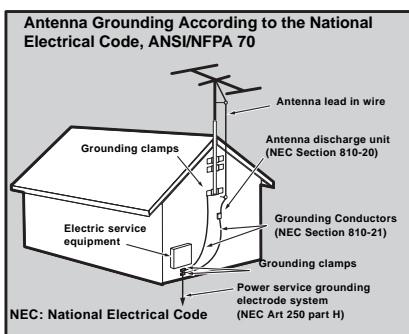 Antenna Grounding According to the National
Electrical Code, ANSI/NFPA 70
Antenna lead in wire
Grounding clamps
Antenna discharge unit
(NEC Section 810-20)
Electric service
equipment
Grounding Conductors
(NEC Section 810-21)
Grounding clamps
Power service grounding
electrode system
(NEC Art 250 part H)
NEC: National Electrical Code